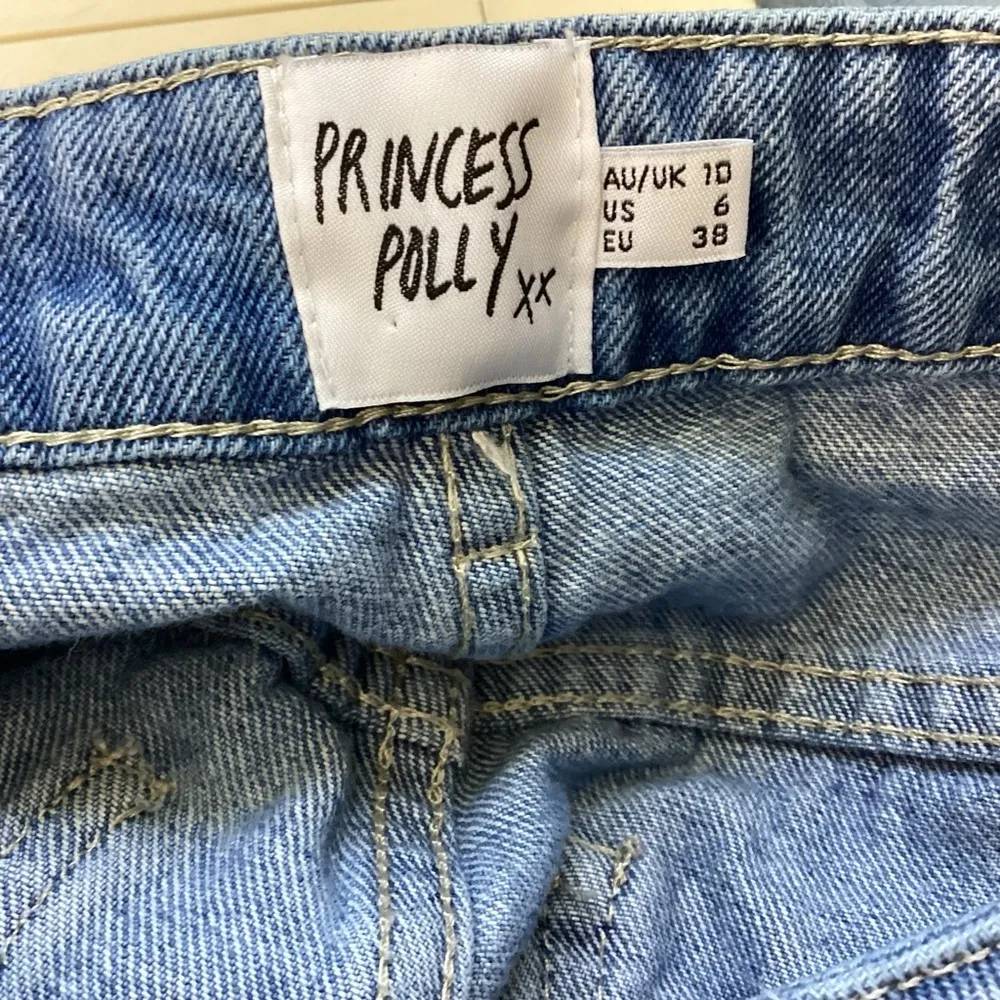 PRINCESS
POLLY xx
AU/UK 10
US 6
EU 38